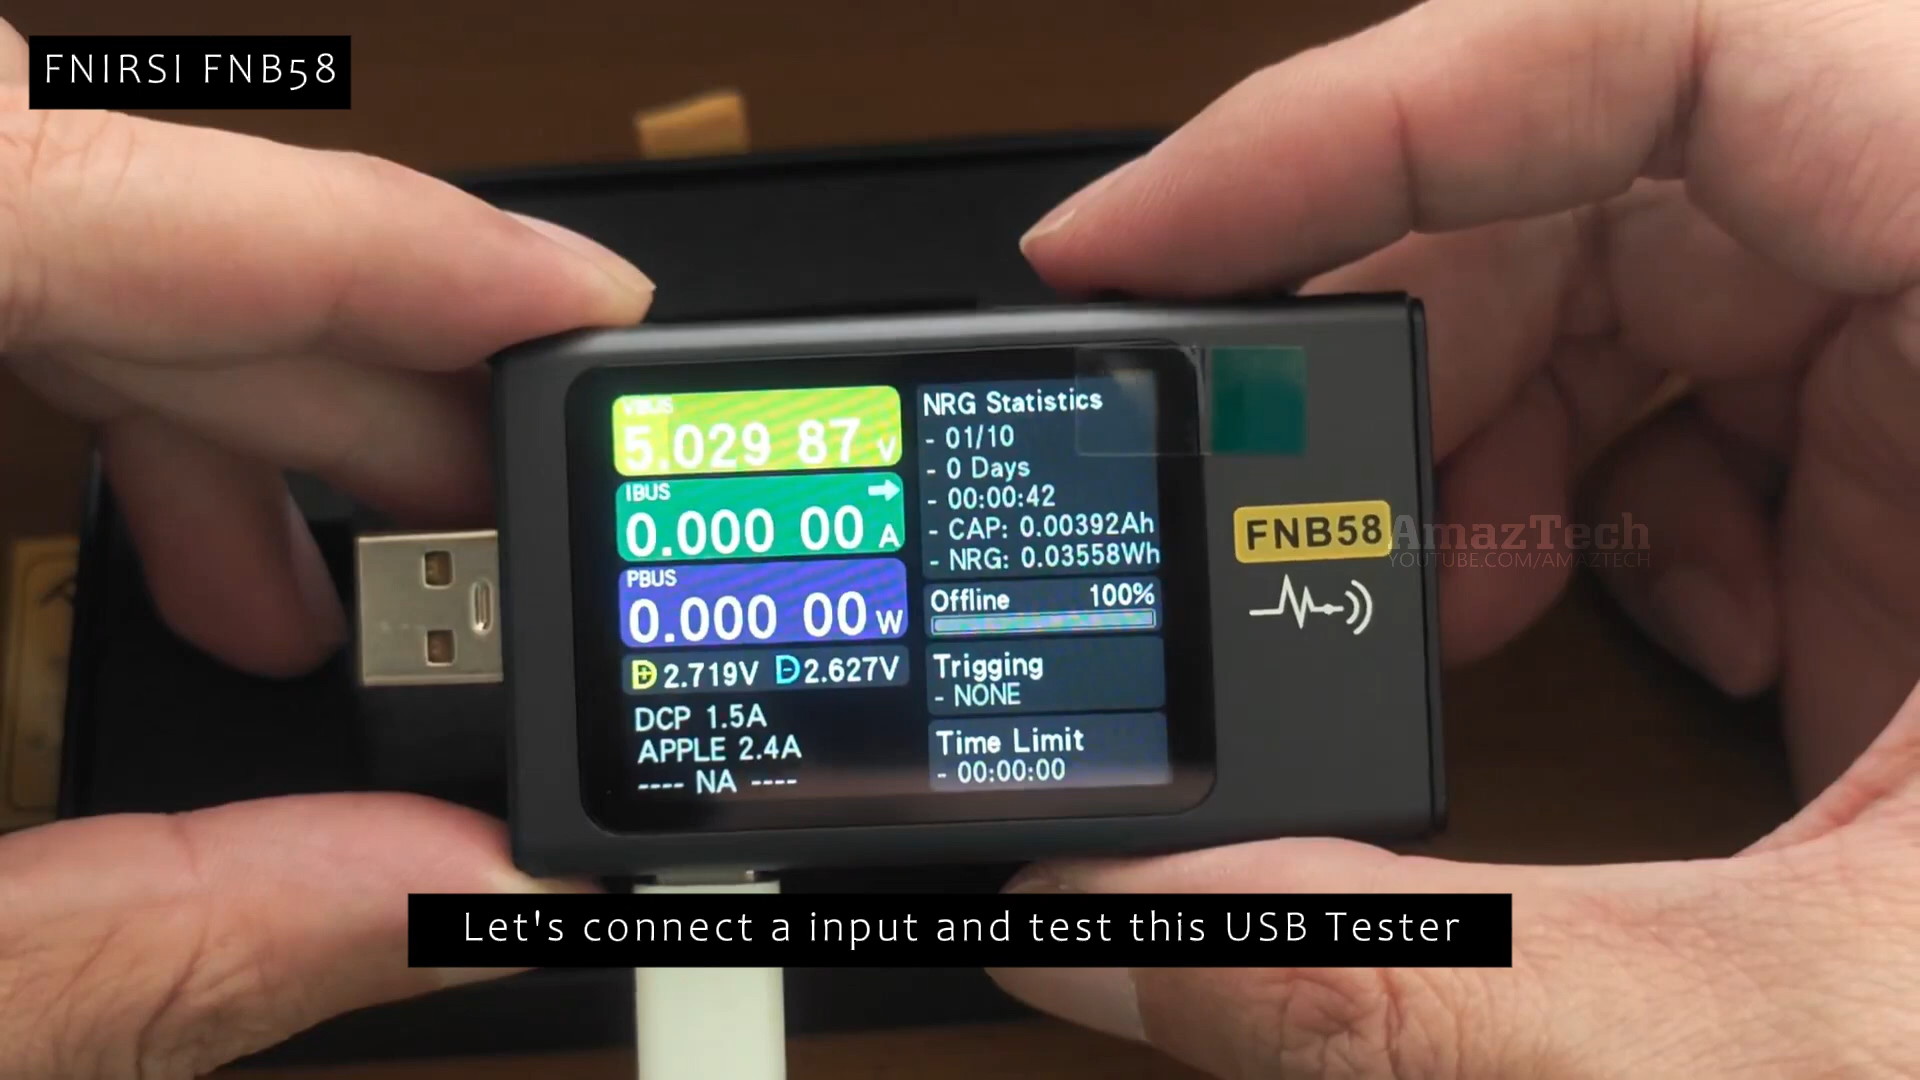 FNIRSI FNB58
VBUS
5.029 87 V
IBUS
0.000 00 A
PBUS
0.000 00 W
D+ 2.719V D- 2.627V
DCP 1.5A
APPLE 2.4A
---- NA ----
NRG Statistics
- 01/10
- 0 Days
- 00:00:42
- CAP: 0.00392Ah
- NRG: 0.03558Wh
Offline 100%
Trigging
- NONE
Time Limit
- 00:00:00
FNB58
AmazTech
YOUTUBE.COM/AMAZTECH
Let's connect a input and test this USB Tester